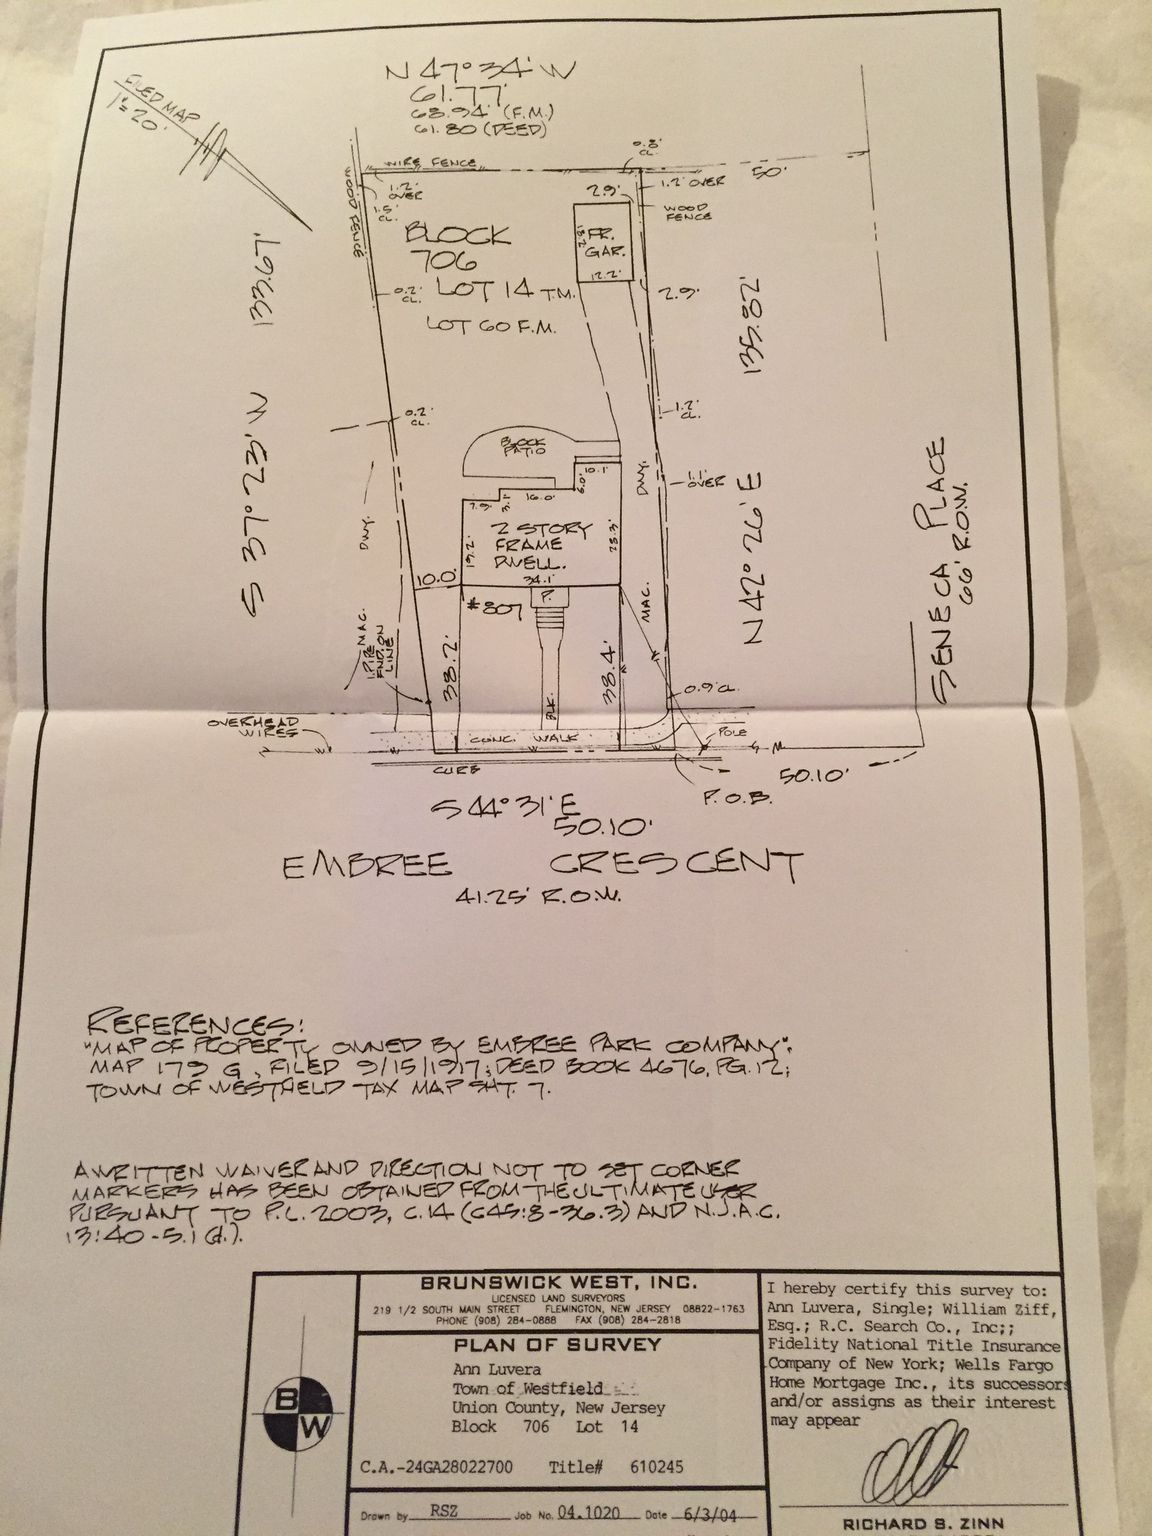 N 47° 34' W
61.77'
68.94' (F.M.)
61.80 (DEED)
FILED MAP
1"=20'
WIRE FENCE
0.8'
CL.
50'
WOOD FENCE
1.2'
OVER
1.5'
CL.
2.9'
1.2' OVER
WOOD
FENCE
BLOCK
706
LOT 14 T.M.
LOT 60 F.M.
FR.
GAR.
18.2'
12.2'
2.9'
0.2'
CL.
133.67'
S 37° 23' W
135.82'
N 42° 26' E
0.2'
CL.
1.2'
CL.
1.1'
OVER
BLOCK
PATIO
10.1'
6.0'
16.0'
3.1'
7.9'
2 STORY
FRAME
DWELL.
19.2'
34.1'
DWY.
MAC.
DWY.
MAC.
10.0'
#807
P.
38.2'
38.4'
BLK.
I. PIPE
FND. ON
LINE
0.9' CL.
SENECA PLACE
66' R.O.W.
OVERHEAD
WIRES
CONC. WALK
POLE
CURB
P.O.B.
50.10'
S 44° 31' E
50.10'
EMBREE CRESCENT
41.25' R.O.W.
REFERENCES:
"MAP OF PROPERTY OWNED BY EMBREE PARK COMPANY".
MAP 179 G, FILED 9/15/1917; DEED BOOK 4676, PG. 12;
TOWN OF WESTFIELD TAX MAP SHT. 7.
A WRITTEN WAIVER AND DIRECTION NOT TO SET CORNER
MARKERS HAS BEEN OBTAINED FROM THE ULTIMATE USER
PURSUANT TO P.L. 2003, C.14 (C45:8-36.3) AND N.J.A.C.
13:40-5.1 (d.).
BRUNSWICK WEST, INC.
LICENSED LAND SURVEYORS
219 1/2 SOUTH MAIN STREET FLEMINGTON, NEW JERSEY 08822-1763
PHONE (908) 284-0888 FAX (908) 284-2818
PLAN OF SURVEY
Ann Luvera
Town of Westfield
Union County, New Jersey
Block 706 Lot 14
C.A.-24GA28022700 Title# 610245
Drawn by RSZ Job No. 04.1020 Date 6/3/04
BW
I hereby certify this survey to:
Ann Luvera, Single; William Ziff,
Esq.; R.C. Search Co., Inc;;
Fidelity National Title Insurance
Company of New York; Wells Fargo
Home Mortgage Inc., its successors
and/or assigns as their interest
may appear
RICHARD S. ZINN